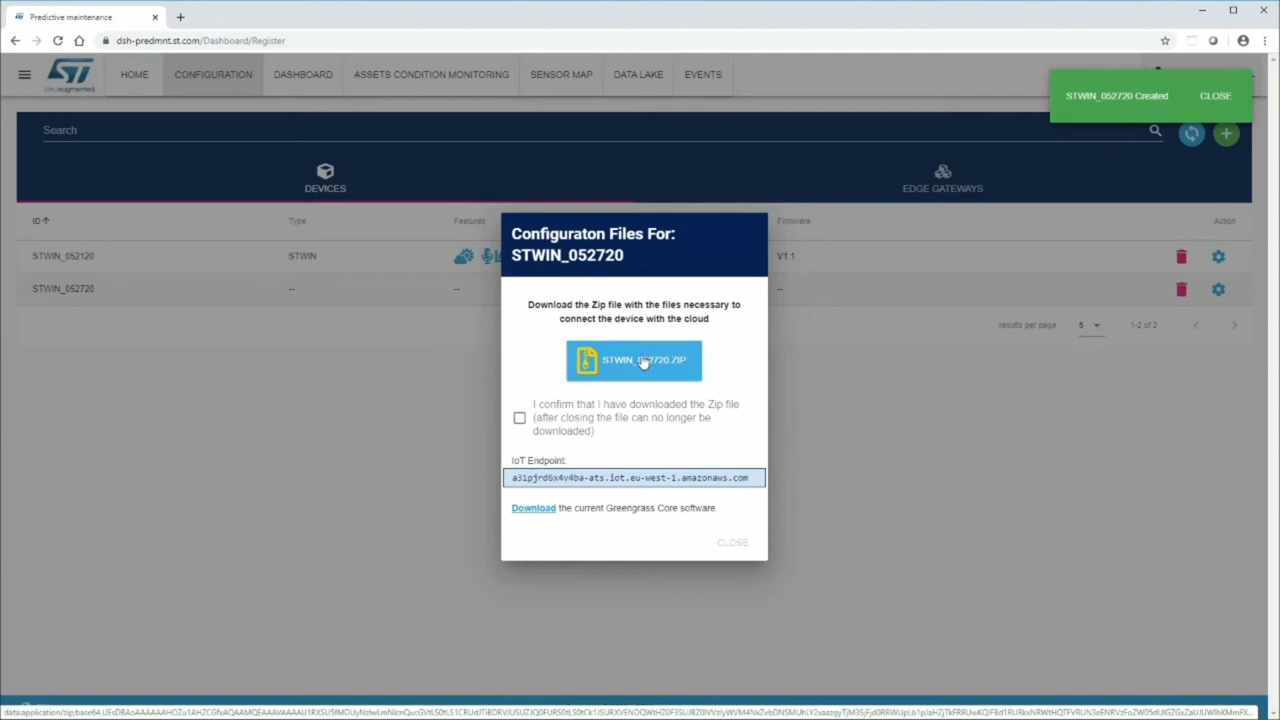 Predictive maintenance
dsh-predmnt.st.com/Dashboard/Register
ST
life.augmented
HOME
CONFIGURATION
DASHBOARD
ASSETS CONDITION MONITORING
SENSOR MAP
DATA LAKE
EVENTS
STWIN_052720 Created
CLOSE
Search
DEVICES
EDGE GATEWAYS
ID
Type
Features
Firmware
Action
STWIN_052120
STWIN
V1 1
STWIN_052720
--
--
--
results per page
5
1-2 of 2
Configuraton Files For:
STWIN_052720
Download the Zip file with the files necessary to
connect the device with the cloud
STWIN_052720.ZIP
I confirm that I have downloaded the Zip file
(after closing the file can no longer be
downloaded)
IoT Endpoint:
a31pjrd6x4v4ba-ats.iot.eu-west-1.amazonaws.com
Download the current Greengrass Core software.
CLOSE